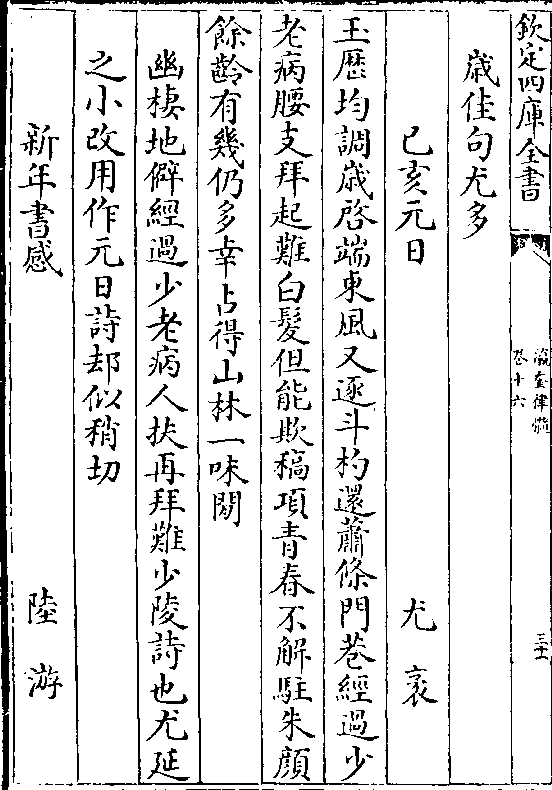 欽定四庫全書
瀛奎律髓
卷十六
三十
歲佳句尤多
己亥元日 尤袤
玉歴均調歲啓端東風又逐斗杓還蕭條門巷經過少
老病腰支拜起難白髮但能欺稿項青春不解駐朱顔
餘齡有幾仍多幸占得山林一味閒
幽棲地僻經過少老病人扶再拜難少陵詩也尤延
之小改用作元日詩却似稍切
新年書感 陸游